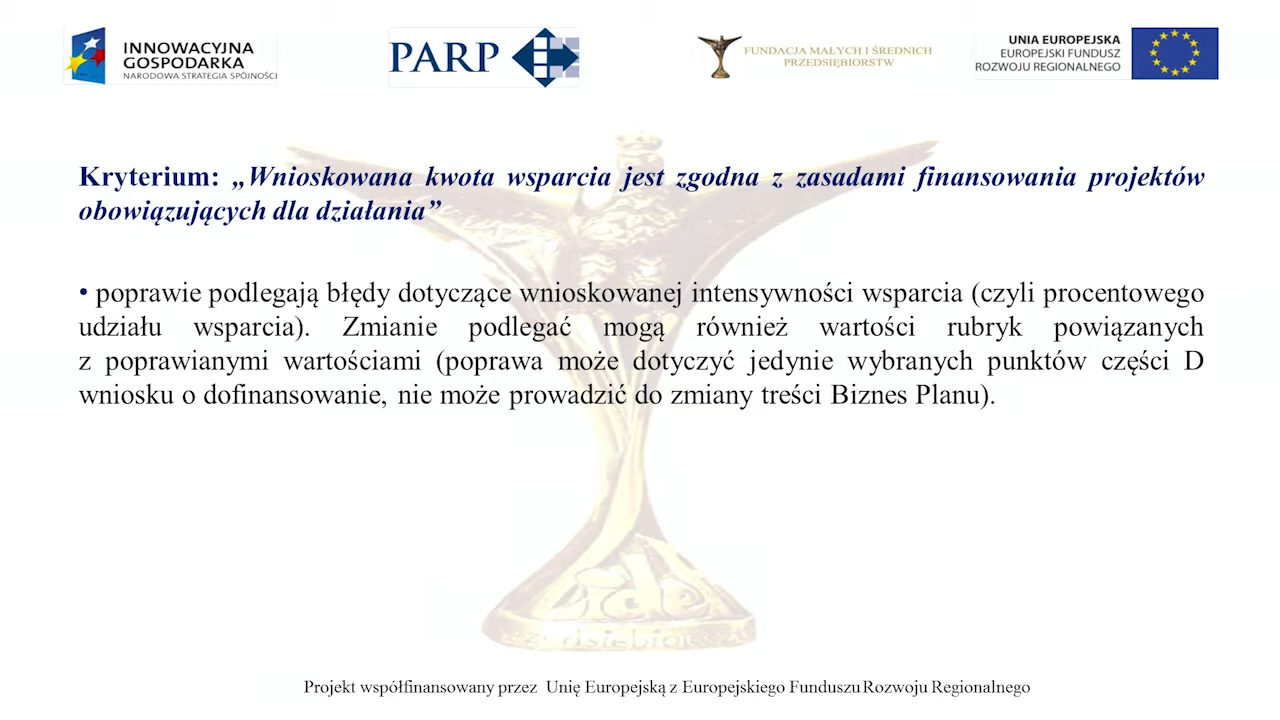 INNOWACYJNA
GOSPODARKA
NARODOWA STRATEGIA SPÓJNOŚCI
PARP
FUNDACJA MAŁYCH I ŚREDNICH
PRZEDSIĘBIORSTW
UNIA EUROPEJSKA
EUROPEJSKI FUNDUSZ
ROZWOJU REGIONALNEGO
Kryterium: „Wnioskowana kwota wsparcia jest zgodna z zasadami finansowania projektów
obowiązujących dla działania”
• poprawie podlegają błędy dotyczące wnioskowanej intensywności wsparcia (czyli procentowego
udziału wsparcia). Zmianie podlegać mogą również wartości rubryk powiązanych
z poprawianymi wartościami (poprawa może dotyczyć jedynie wybranych punktów części D
wniosku o dofinansowanie, nie może prowadzić do zmiany treści Biznes Planu).
Projekt współfinansowany przez Unię Europejską z Europejskiego Funduszu Rozwoju Regionalnego